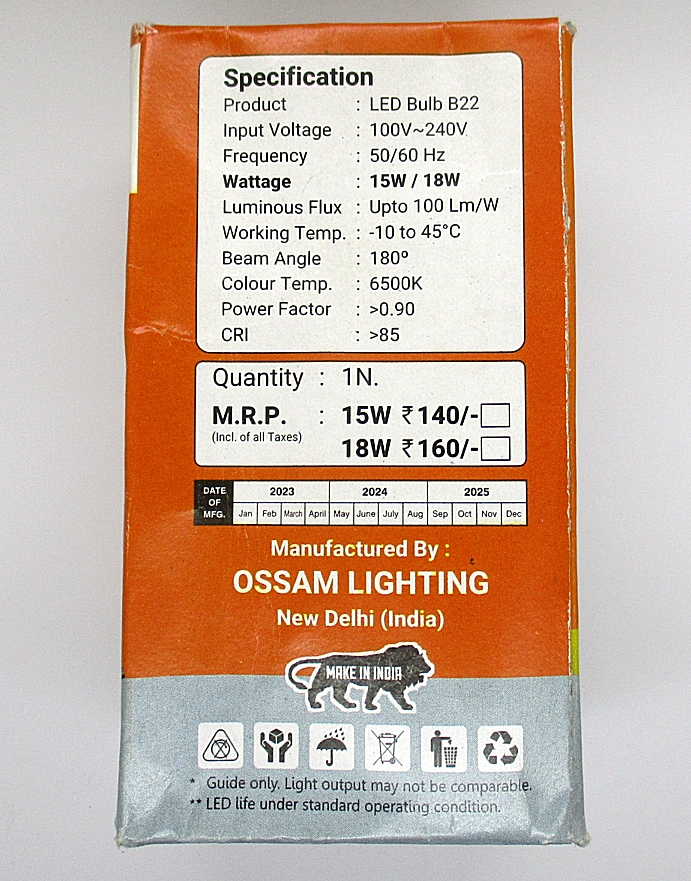 Specification
Product : LED Bulb B22
Input Voltage : 100V~240V
Frequency : 50/60 Hz
Wattage : 15W / 18W
Luminous Flux : Upto 100 Lm/W
Working Temp. : -10 to 45°C
Beam Angle : 180º
Colour Temp. : 6500K
Power Factor : >0.90
CRI : >85
Quantity : 1N.
M.R.P. : 15W ₹140/-
(Incl. of all Taxes)
18W ₹160/-
DATE OF MFG.
2023 2024 2025
Jan Feb March April May June July Aug Sep Oct Nov Dec
Manufactured By :
OSSAM LIGHTING
New Delhi (India)
MAKE IN INDIA
* Guide only. Light output may not be comparable.
** LED life under standard operating condition.